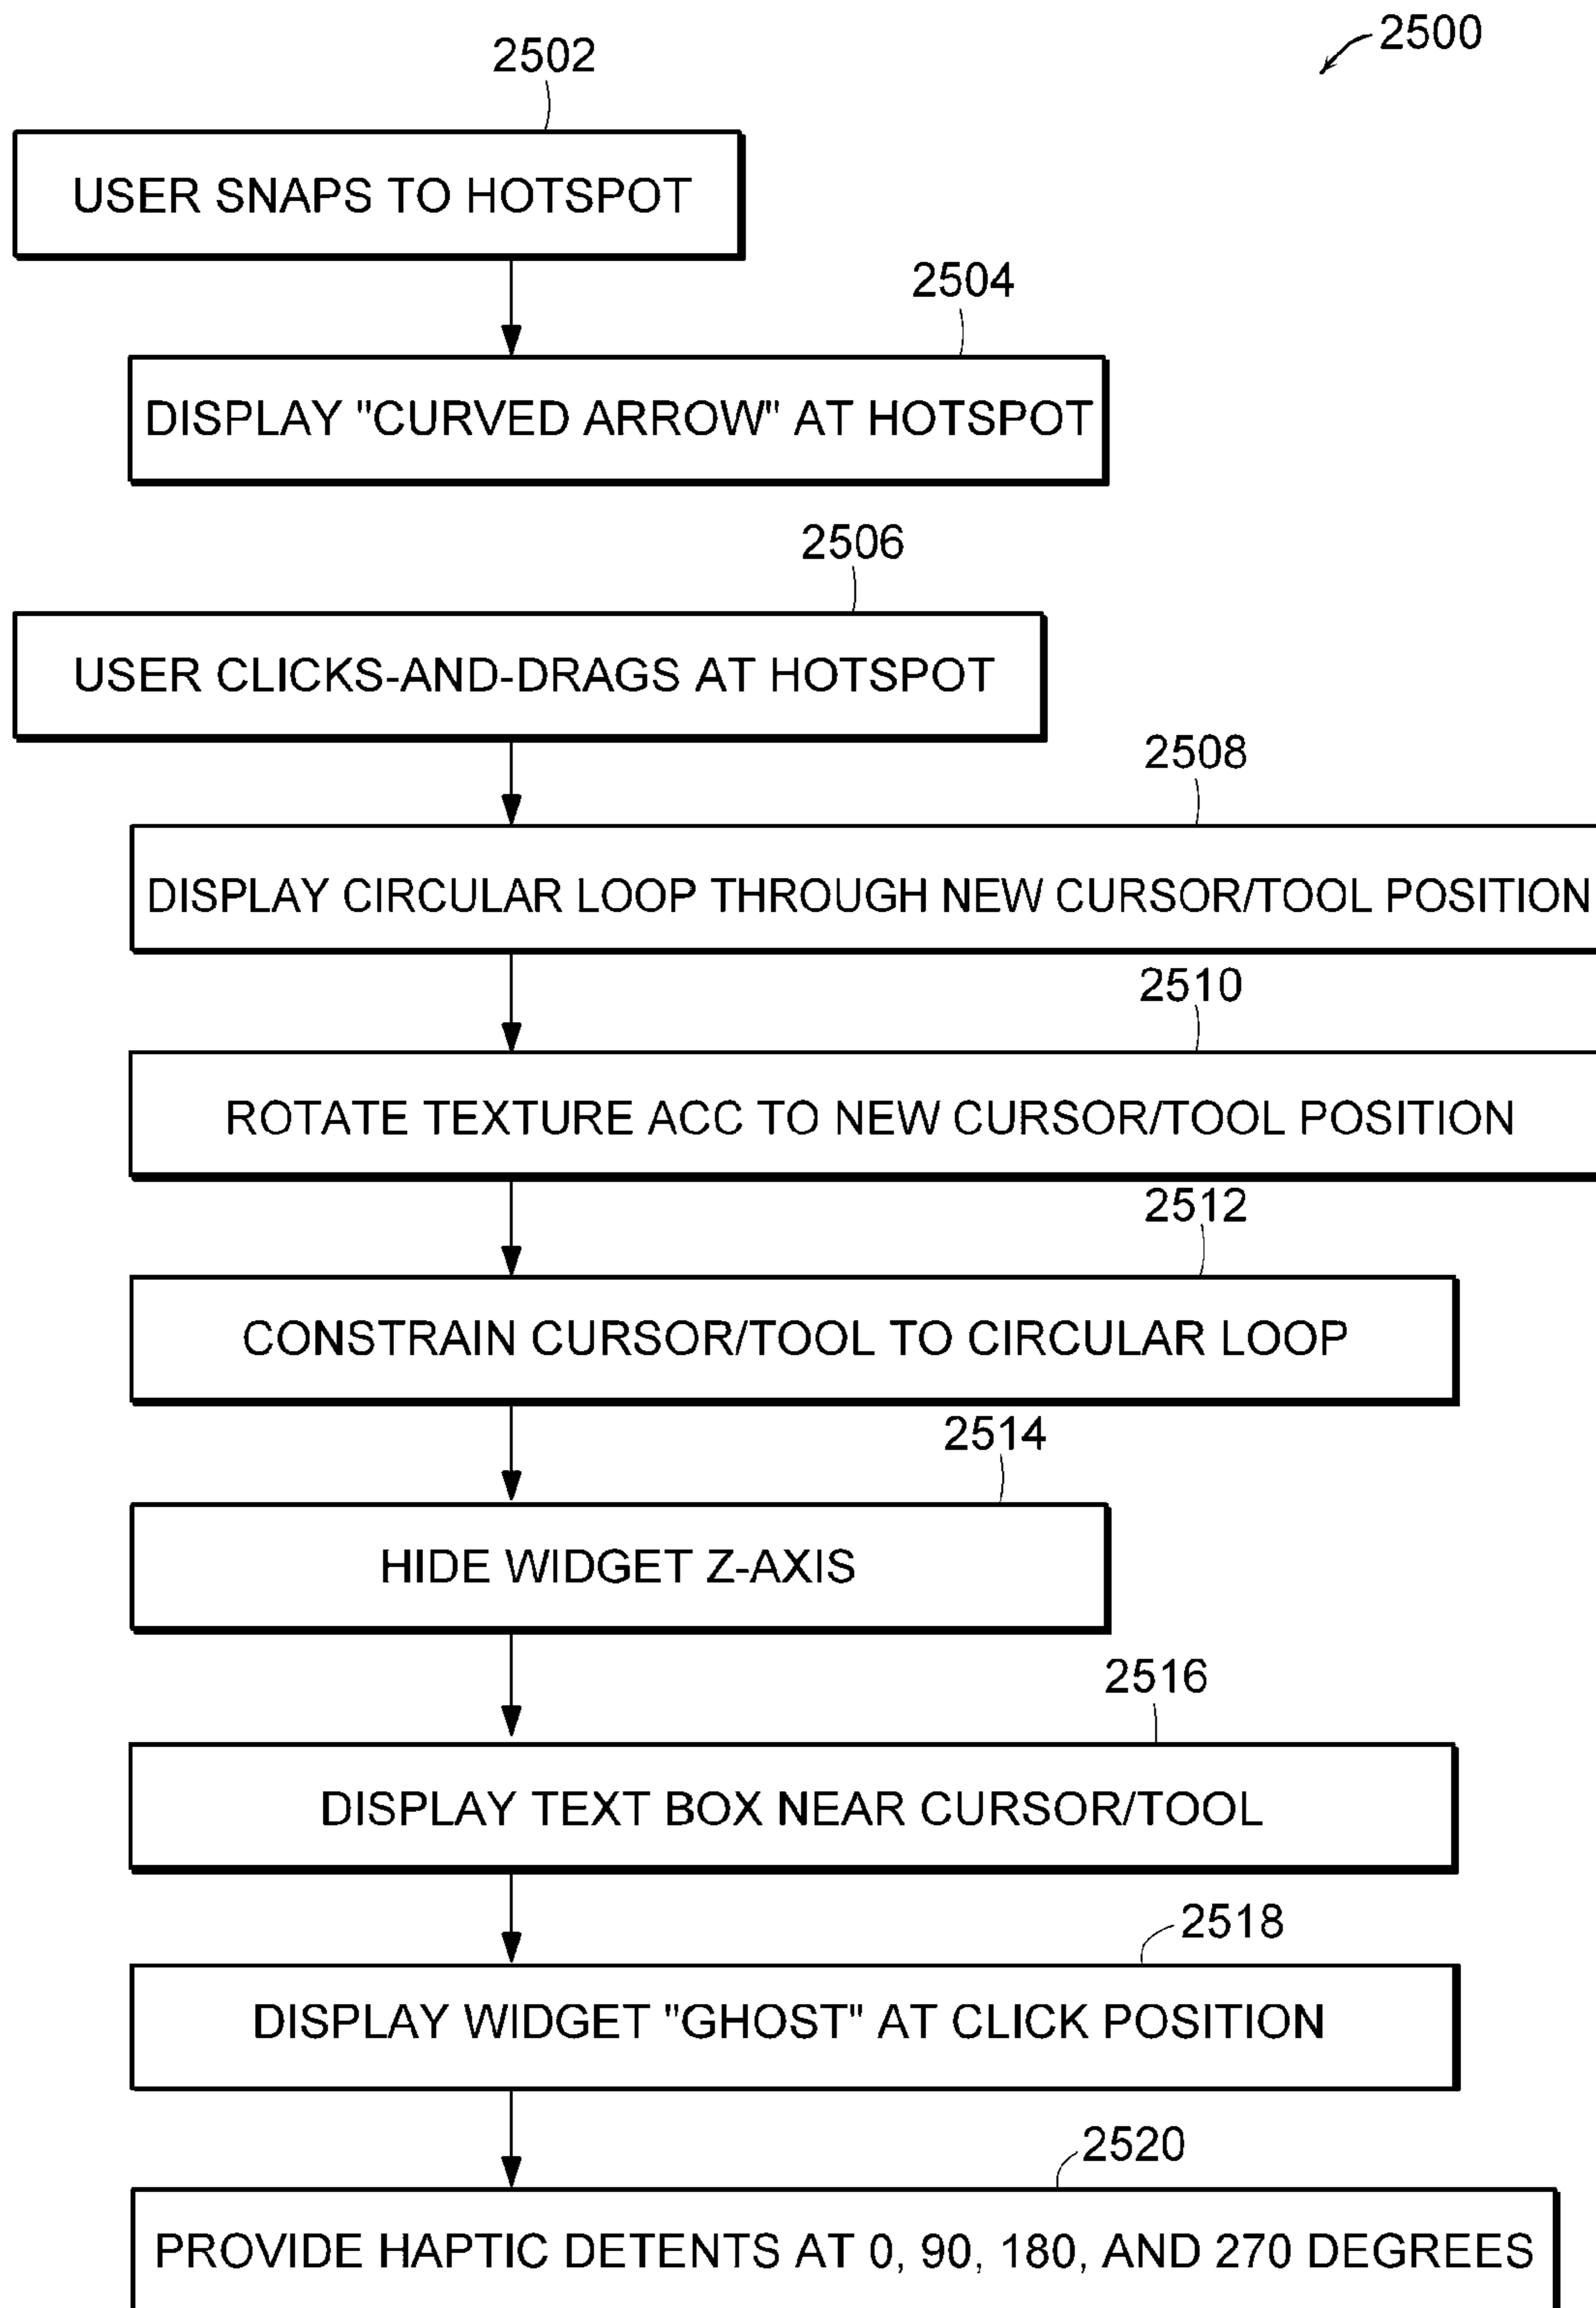 2500
2502
USER SNAPS TO HOTSPOT
2504
DISPLAY "CURVED ARROW" AT HOTSPOT
2506
USER CLICKS-AND-DRAGS AT HOTSPOT
2508
DISPLAY CIRCULAR LOOP THROUGH NEW CURSOR/TOOL POSITION
2510
ROTATE TEXTURE ACC TO NEW CURSOR/TOOL POSITION
2512
CONSTRAIN CURSOR/TOOL TO CIRCULAR LOOP
2514
HIDE WIDGET Z-AXIS
2516
DISPLAY TEXT BOX NEAR CURSOR/TOOL
2518
DISPLAY WIDGET "GHOST" AT CLICK POSITION
2520
PROVIDE HAPTIC DETENTS AT 0, 90, 180, AND 270 DEGREES